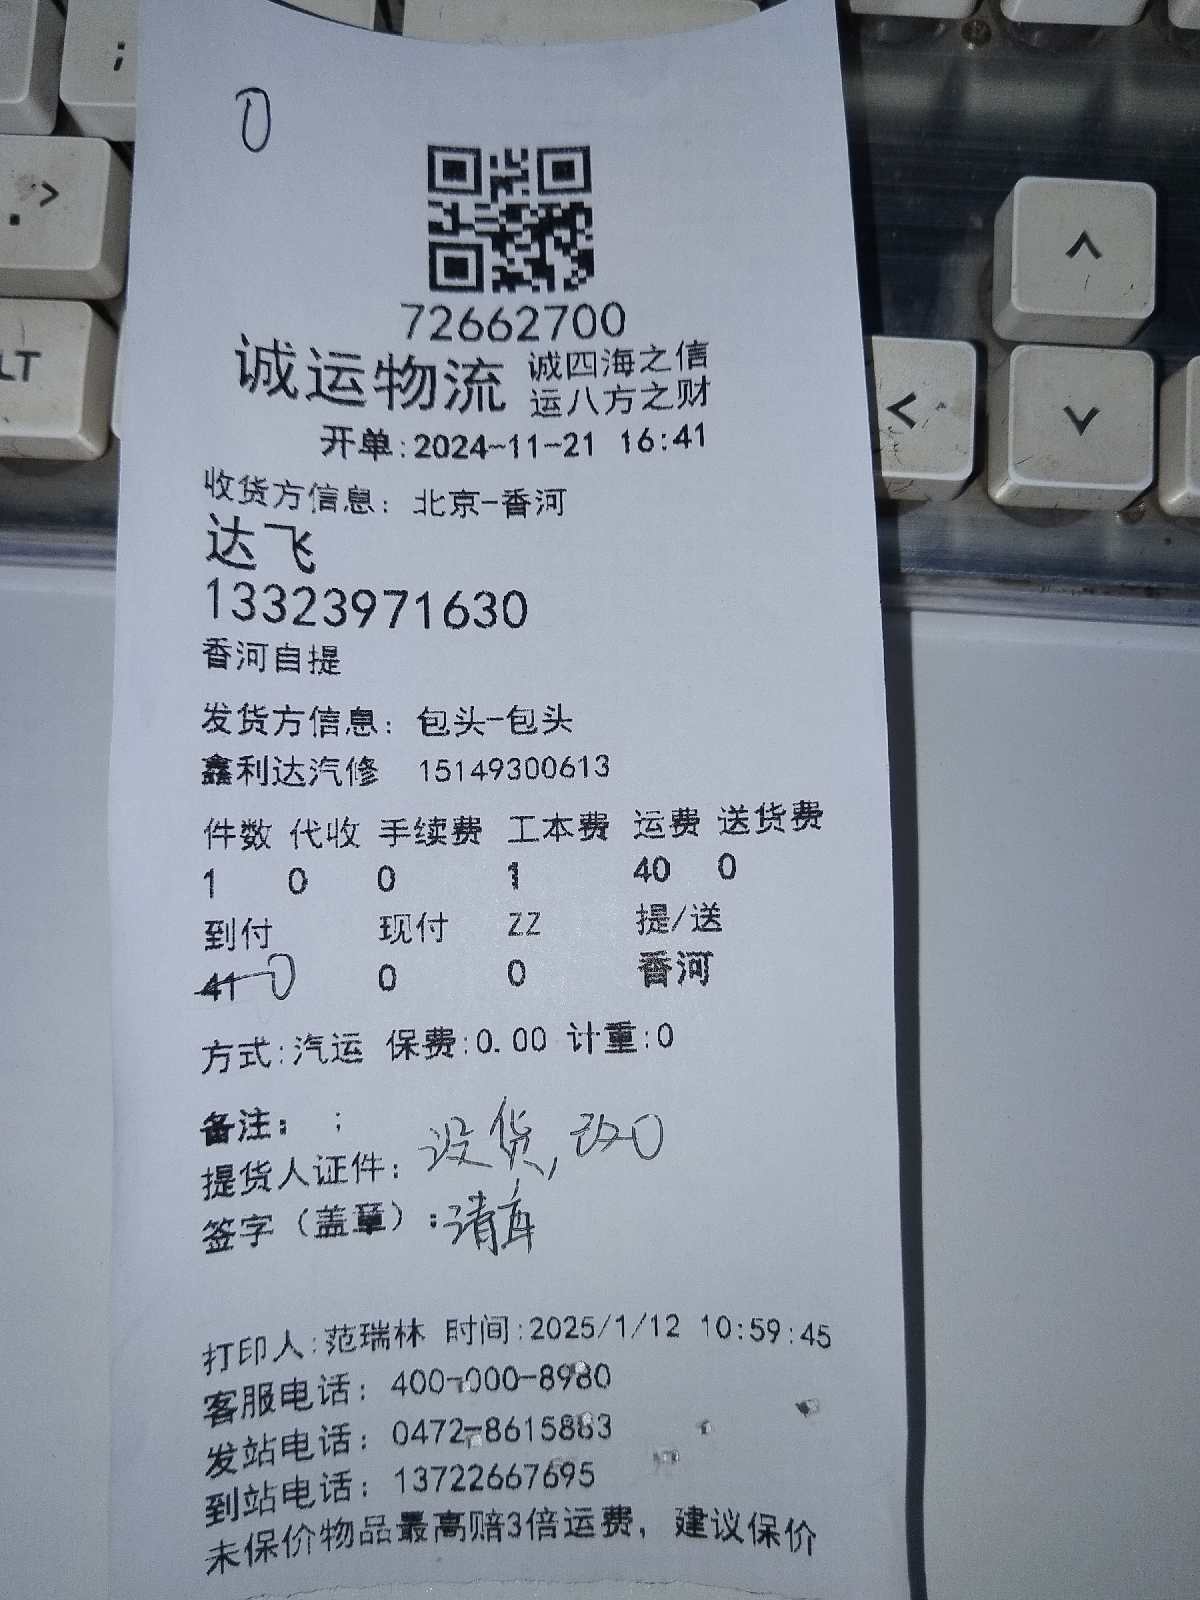 0
72662700
诚运物流 诚四海之信
运八方之财
开单:2024-11-21 16:41
收货方信息: 北京-香河
达飞
13323971630
香河自提
发货方信息: 包头-包头
鑫利达汽修 15149300613
件数 代收 手续费 工本费 运费 送货费
1 0 0 1 40 0
到付 现付 ZZ 提/送
41 0 0 0 香河
方式:汽运 保费:0.00 计重:0
备注: ;
提货人证件: 没货,改0
签字（盖章）:清库
打印人:范瑞林 时间:2025/1/12 10:59:45
客服电话: 400-000-8980
发站电话: 0472-8615883
到站电话: 13722667695
未保价物品最高赔3倍运费, 建议保价
;
. >
LT
^
<
v